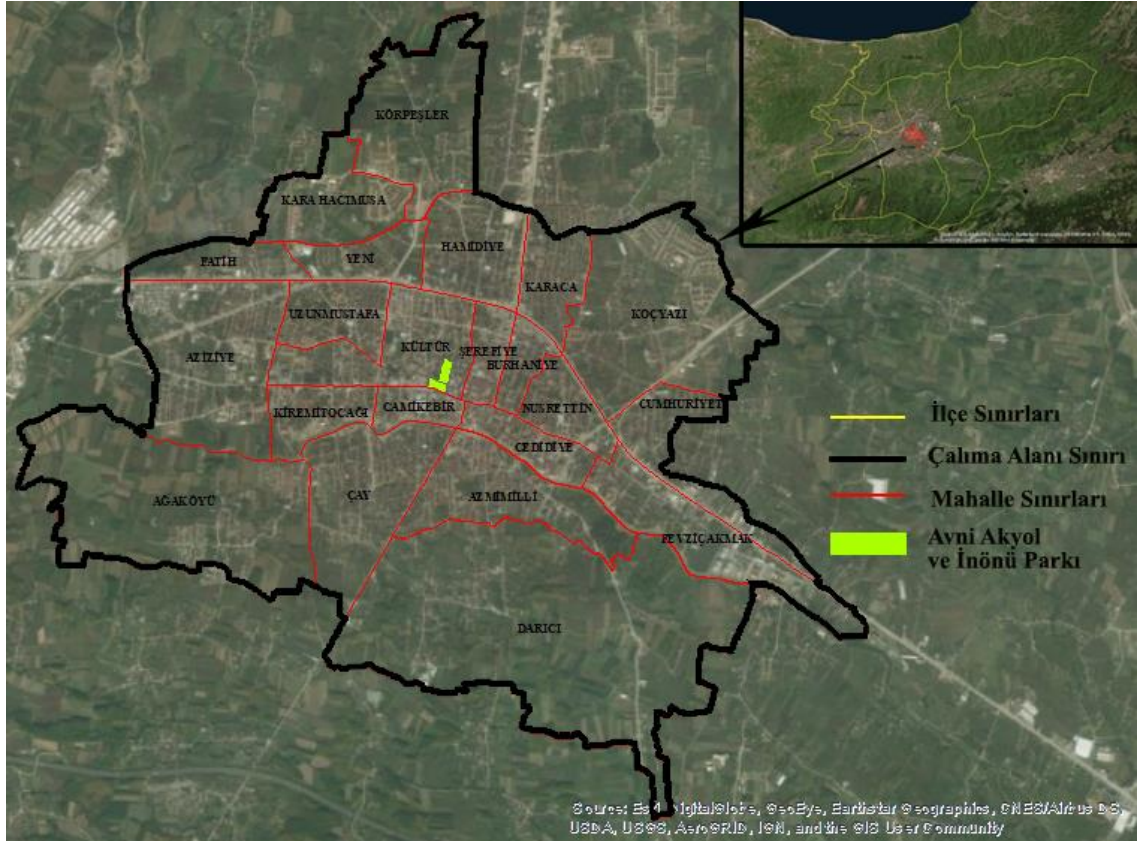 KÖRPEŞLER
KARA HACIMUSA
HAMİDİYE
FATİH
YENİ
KARACA
KOÇYAZI
UZUNMUSTAFA
KÜLTÜR
ŞEREFİYE
AZİZİYE
BURHANİYE
KİREMİTOCAĞI
CAMİKEBİR
NUSRETTİN
CUMHURİYET
CEDİDİYE
AĞAKÖYÜ
ÇAY
AZMİMİLLİ
FEVZİÇAKMAK
DARICI
İlçe Sınırları
Çalıma Alanı Sınırı
Mahalle Sınırları
Avni Akyol
ve İnönü Parkı
Source: Esri, DigitalGlobe, GeoEye, Earthstar Geographics, CNES/Airbus DS,
USDA, USGS, AeroGRID, IGN, and the GIS User Community